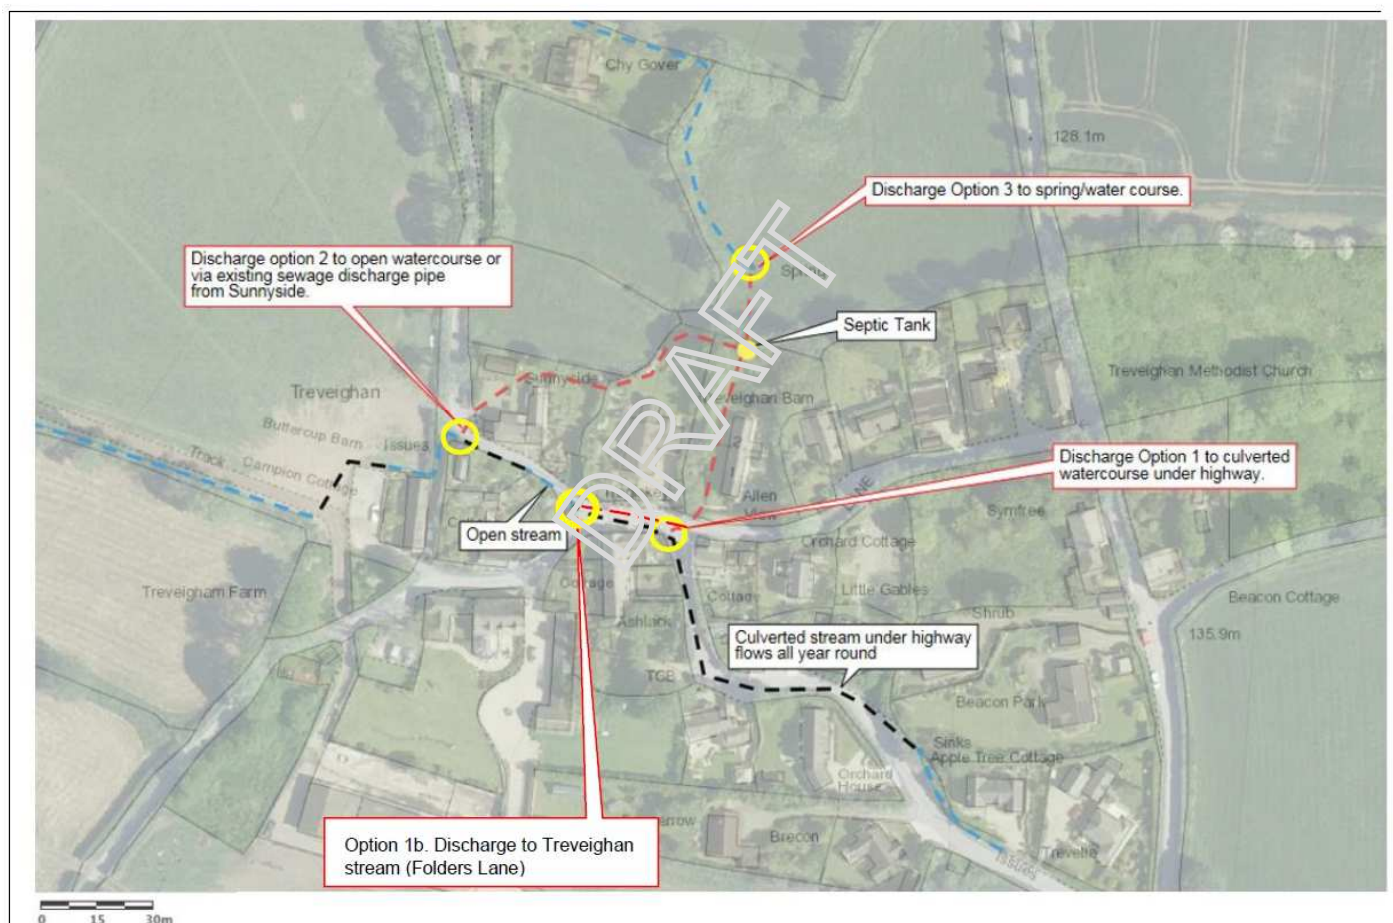 Chy Gover
128.1m
Discharge Option 3 to spring/water course.
Discharge option 2 to open watercourse or
via existing sewage discharge pipe
from Sunnyside.
Spring
Septic Tank
Treveighan
Sunnyside
Treveighan Methodist Church
Treveighan Barn
DRAFT
Buttercup Barn
Issues
Track
Campion Cottage
Discharge Option 1 to culverted
watercourse under highway.
Allen
View
LANE
Symfree
Open stream
Orchard Cottage
Treveigham Farm
Cottage
Cottage
Little Gables
Beacon Cottage
Ashlack
Shrub
135.9m
Culverted stream under highway
flows all year round
TCB
Beacon Park
Sinks
Apple Tree Cottage
Orchard
House
Option 1b. Discharge to Treveighan
stream (Folders Lane)
Brecon
Issues
0 15 30m